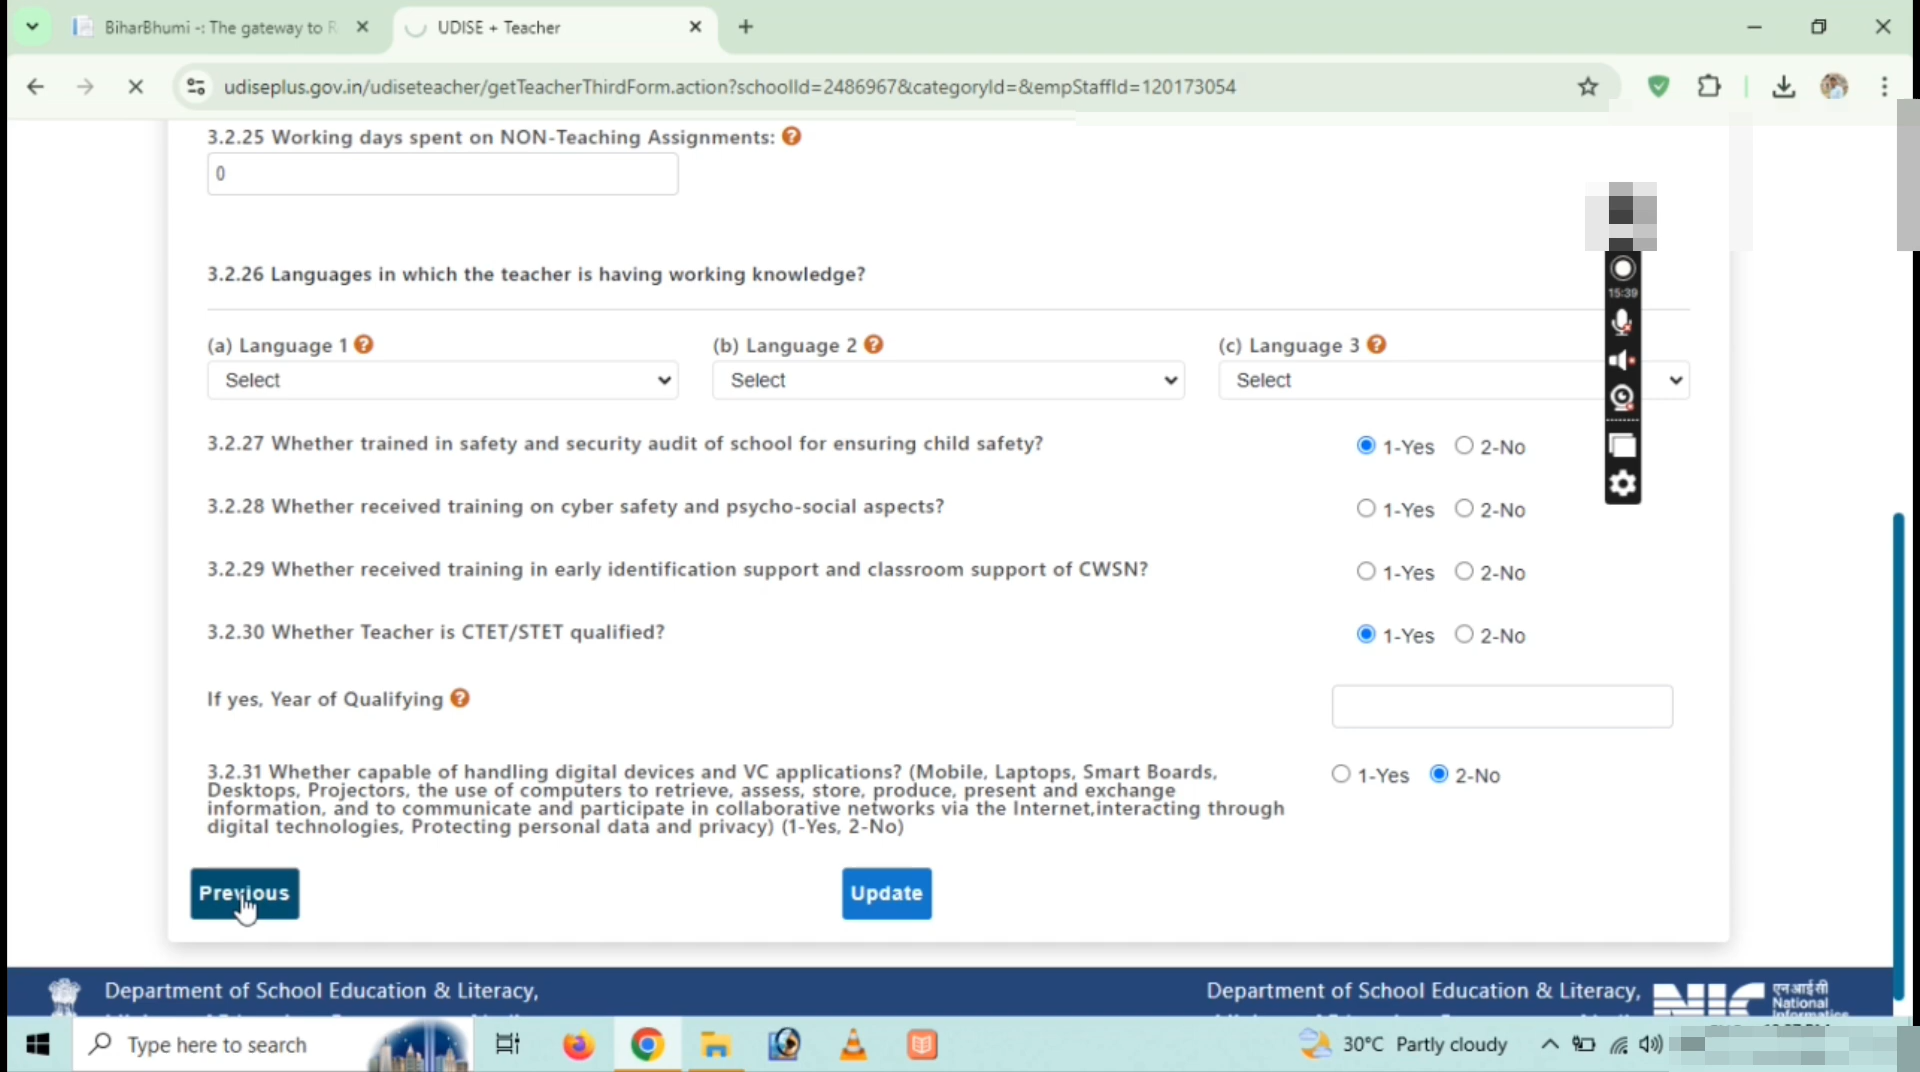 BiharBhumi -: The gateway to R
UDISE + Teacher
udiseplus.gov.in/udiseteacher/getTeacherThirdForm.action?schoolId=2486967&categoryId=&empStaffId=120173054
3.2.25 Working days spent on NON-Teaching Assignments:
0
3.2.26 Languages in which the teacher is having working knowledge?
15:39
(a) Language 1 (b) Language 2 (c) Language 3
Select Select Select
3.2.27 Whether trained in safety and security audit of school for ensuring child safety? 1-Yes 2-No
3.2.28 Whether received training on cyber safety and psycho-social aspects? 1-Yes 2-No
3.2.29 Whether received training in early identification support and classroom support of CWSN? 1-Yes 2-No
3.2.30 Whether Teacher is CTET/STET qualified? 1-Yes 2-No
If yes, Year of Qualifying
3.2.31 Whether capable of handling digital devices and VC applications? (Mobile, Laptops, Smart Boards, 1-Yes 2-No
Desktops, Projectors, the use of computers to retrieve, assess, store, produce, present and exchange
information, and to communicate and participate in collaborative networks via the Internet,interacting through
digital technologies, Protecting personal data and privacy) (1-Yes, 2-No)
Previous Update
Department of School Education & Literacy, Department of School Education & Literacy, NIC एनआईसी
National
Informatics
Type here to search 30°C Partly cloudy